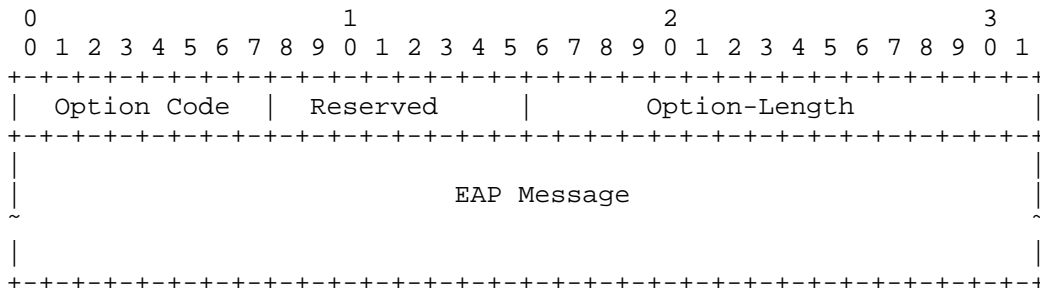 0                   1                   2                   3
 0 1 2 3 4 5 6 7 8 9 0 1 2 3 4 5 6 7 8 9 0 1 2 3 4 5 6 7 8 9 0 1
+-+-+-+-+-+-+-+-+-+-+-+-+-+-+-+-+-+-+-+-+-+-+-+-+-+-+-+-+-+-+-+-+
|  Option Code  |  Reserved     |       Option-Length           |
+-+-+-+-+-+-+-+-+-+-+-+-+-+-+-+-+-+-+-+-+-+-+-+-+-+-+-+-+-+-+-+-+
|                                                               |
|                           EAP Message                         |
~                                                               ~
|                                                               |
+-+-+-+-+-+-+-+-+-+-+-+-+-+-+-+-+-+-+-+-+-+-+-+-+-+-+-+-+-+-+-+-+